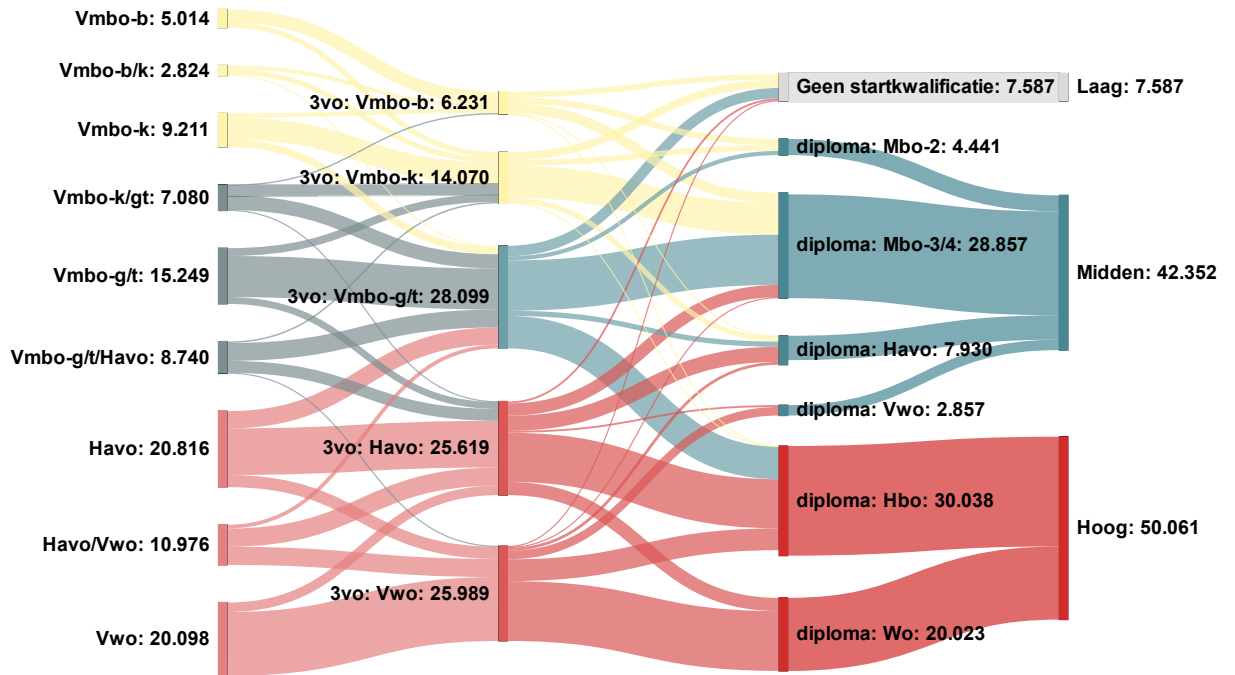 Vmbo-b: 5.014
Vmbo-b/k: 2.824
Vmbo-k: 9.211
Vmbo-k/gt: 7.080
Vmbo-g/t: 15.249
Vmbo-g/t/Havo: 8.740
Havo: 20.816
Havo/Vwo: 10.976
Vwo: 20.098
3vo: Vmbo-b: 6.231
3vo: Vmbo-k: 14.070
3vo: Vmbo-g/t: 28.099
3vo: Havo: 25.619
3vo: Vwo: 25.989
Geen startkwalificatie: 7.587
diploma: Mbo-2: 4.441
diploma: Mbo-3/4: 28.857
diploma: Havo: 7.930
diploma: Vwo: 2.857
diploma: Hbo: 30.038
diploma: Wo: 20.023
Laag: 7.587
Midden: 42.352
Hoog: 50.061